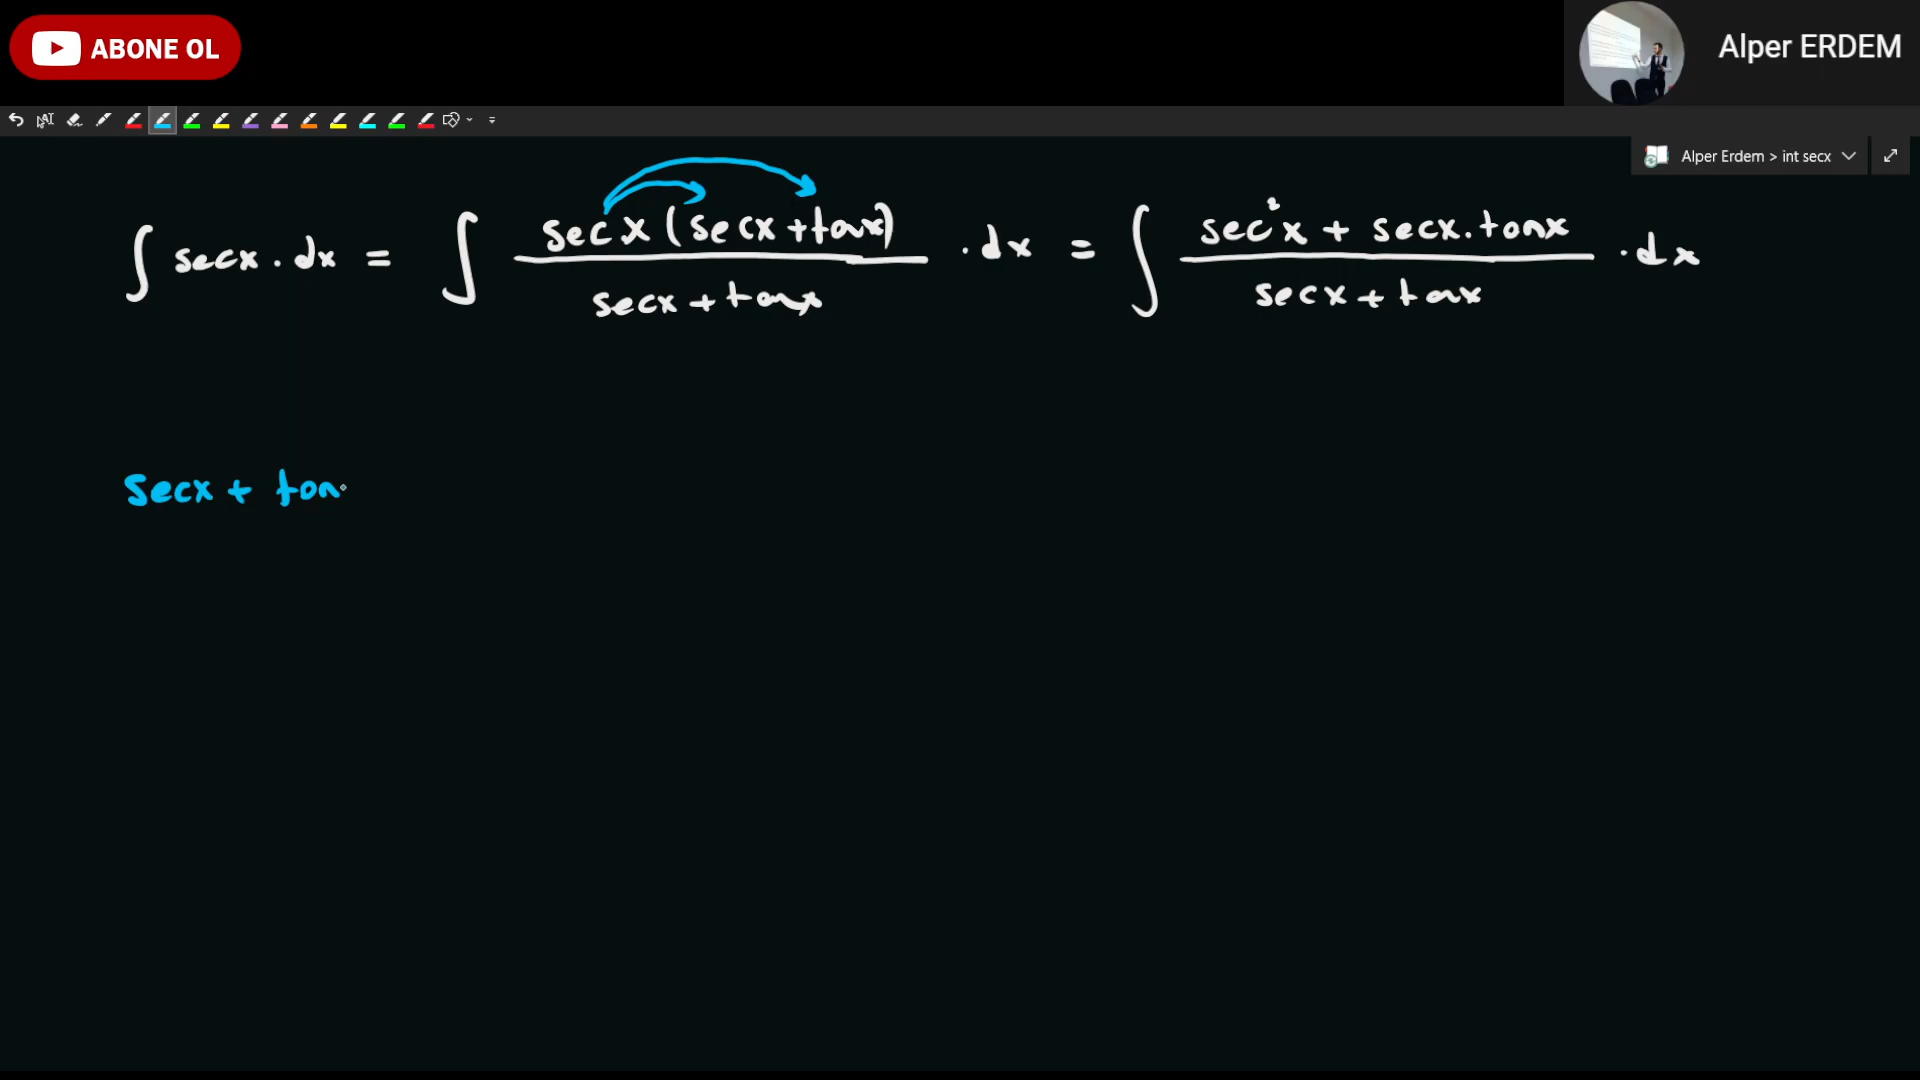 ABONE OL
Alper ERDEM
Alper Erdem > int secx
∫ secx . dx = ∫ secx (secx + tanx) / secx + tanx . dx = ∫ sec²x + secx . tanx / secx + tanx . dx
secx + tan